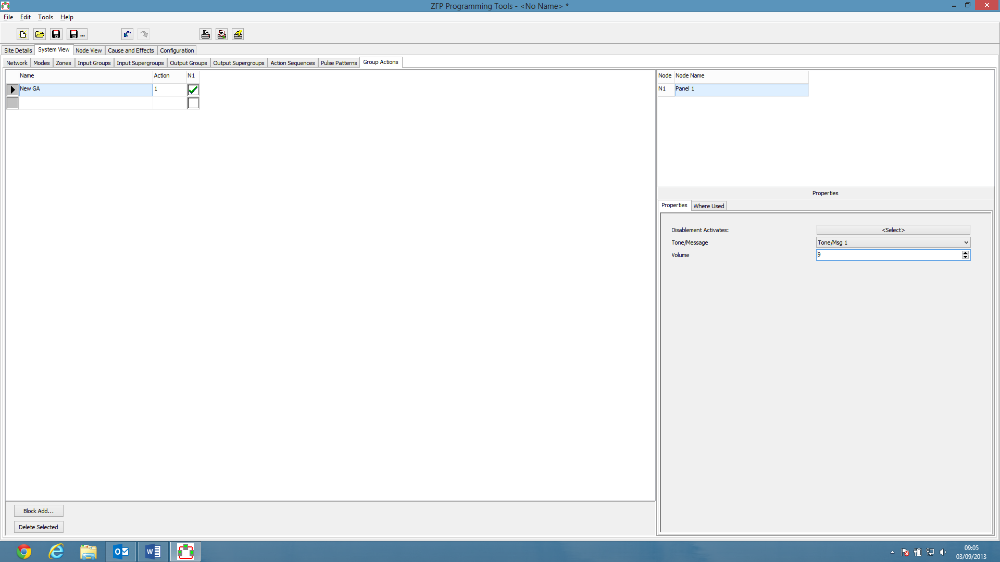 ZFP Programming Tools - <No Name> *
File Edit Tools Help
...
Site Details System View Node View Cause and Effects Configuration
Network Modes Zones Input Groups Input Supergroups Output Groups Output Supergroups Action Sequences Pulse Patterns Group Actions
Name Action N1
New GA 1
Node Node Name
N1 Panel 1
Properties
Properties Where Used
Disablement Activates: <Select>
Tone/Message Tone/Msg 1
Volume
Block Add...
Delete Selected
09:05
03/09/2013